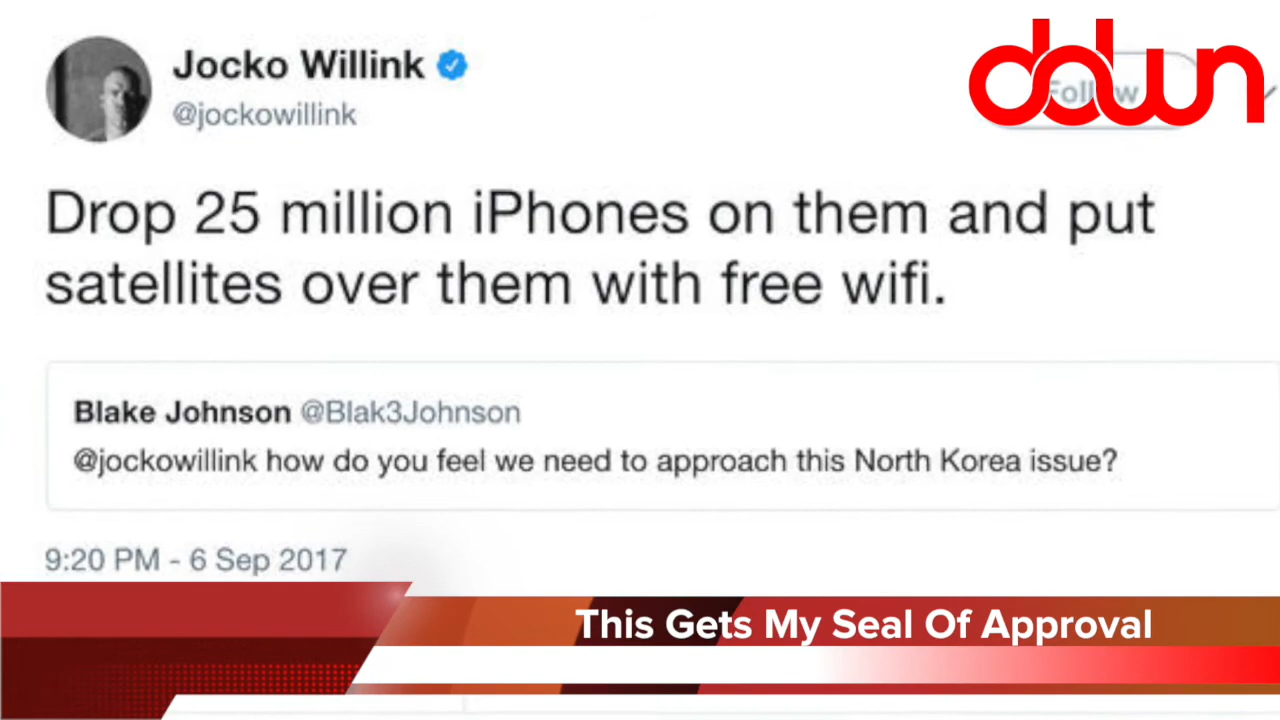 Jocko Willink
@jockowillink
down
Follow
Drop 25 million iPhones on them and put
satellites over them with free wifi.
Blake Johnson @Blak3Johnson
@jockowillink how do you feel we need to approach this North Korea issue?
9:20 PM - 6 Sep 2017
This Gets My Seal Of Approval